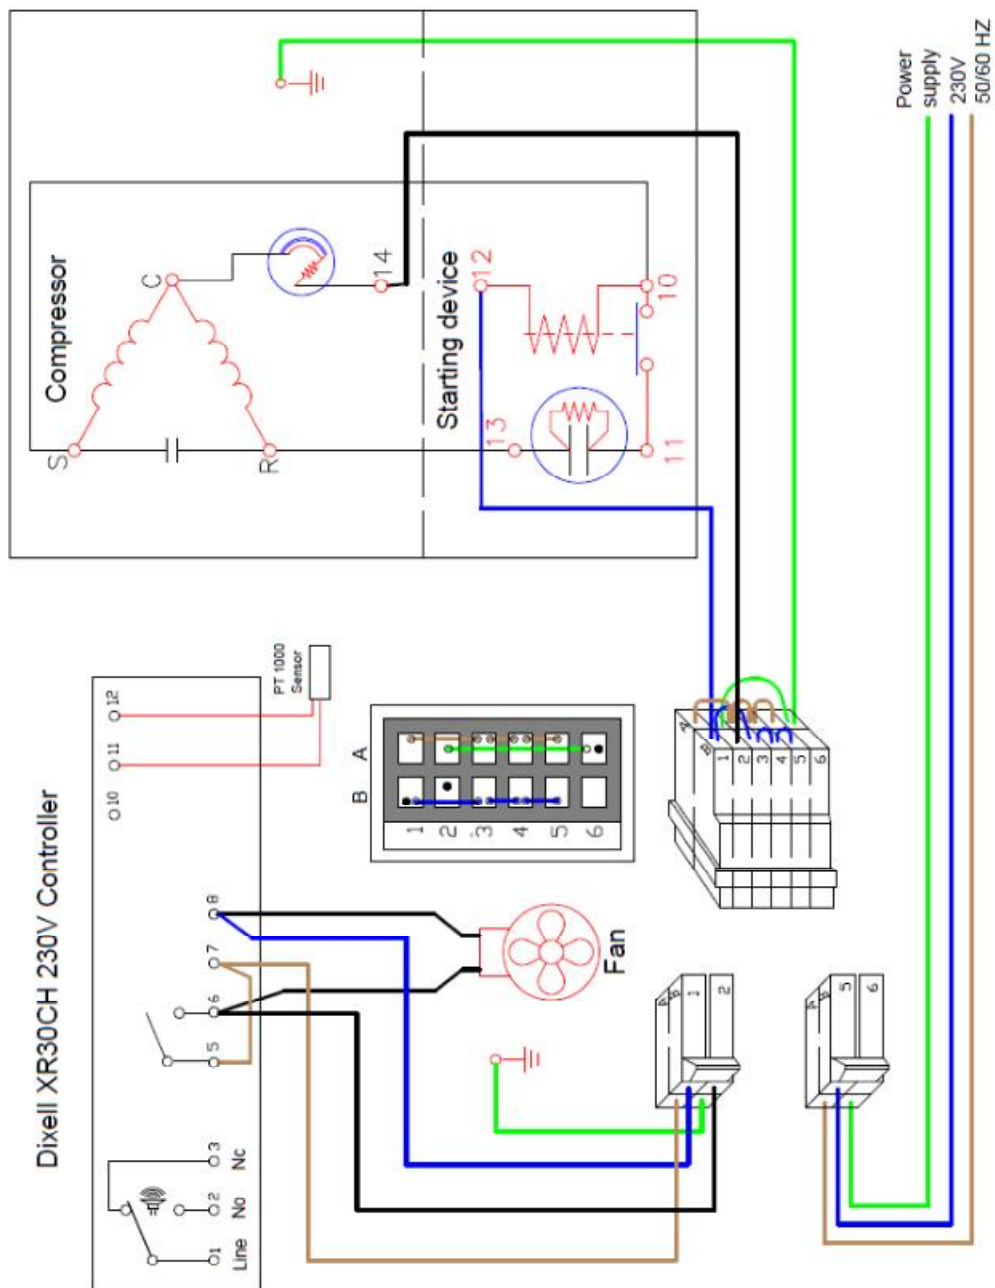 Power
supply
230V
50/60 HZ
Compressor
C
S
R
14
Starting device
12
10
13
11
Dixell XR30CH 230V Controller
12
11
10
PT 1000
Sensor
8
7
6
5
3
Nc
2
No
1
Line
Fan
A
B
1
2
3
4
5
6
A
B
1
2
3
4
5
6
A
B
1
2
A
B
5
6